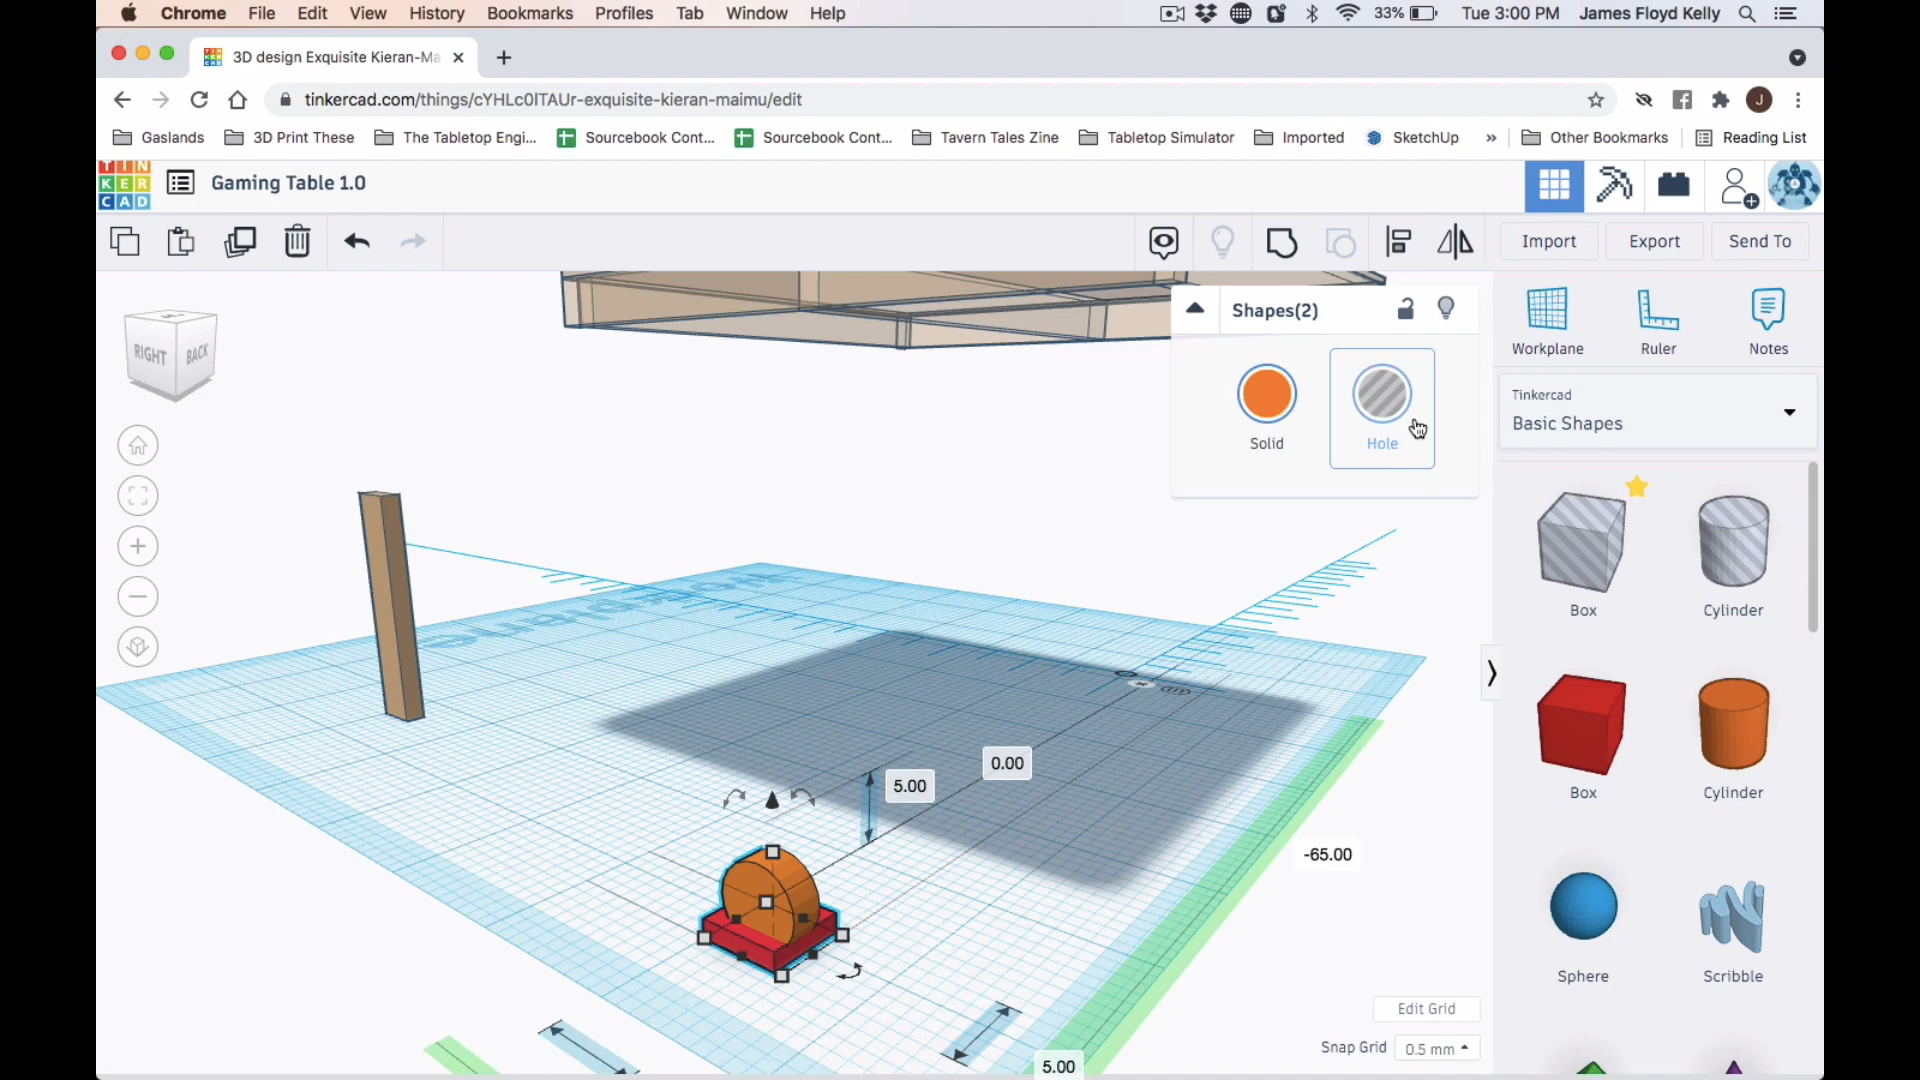 Chrome File Edit View History Bookmarks Profiles Tab Window Help 33% Tue 3:00 PM James Floyd Kelly
3D design Exquisite Kieran-Ma
tinkercad.com/things/cYHLc0lTAUr-exquisite-kieran-maimu/edit J
Gaslands 3D Print These The Tabletop Engi... Sourcebook Cont... Sourcebook Cont... Tavern Tales Zine Tabletop Simulator Imported SketchUp » Other Bookmarks Reading List
TIN
KER
CAD
Gaming Table 1.0
Import Export Send To
Shapes(2)
Solid Hole
RIGHT BACK
Workplane Ruler Notes
Tinkercad
Basic Shapes
Box Cylinder
Box Cylinder
Sphere Scribble
Workplane
0.00
5.00
-65.00
5.00
Edit Grid
Snap Grid 0.5 mm